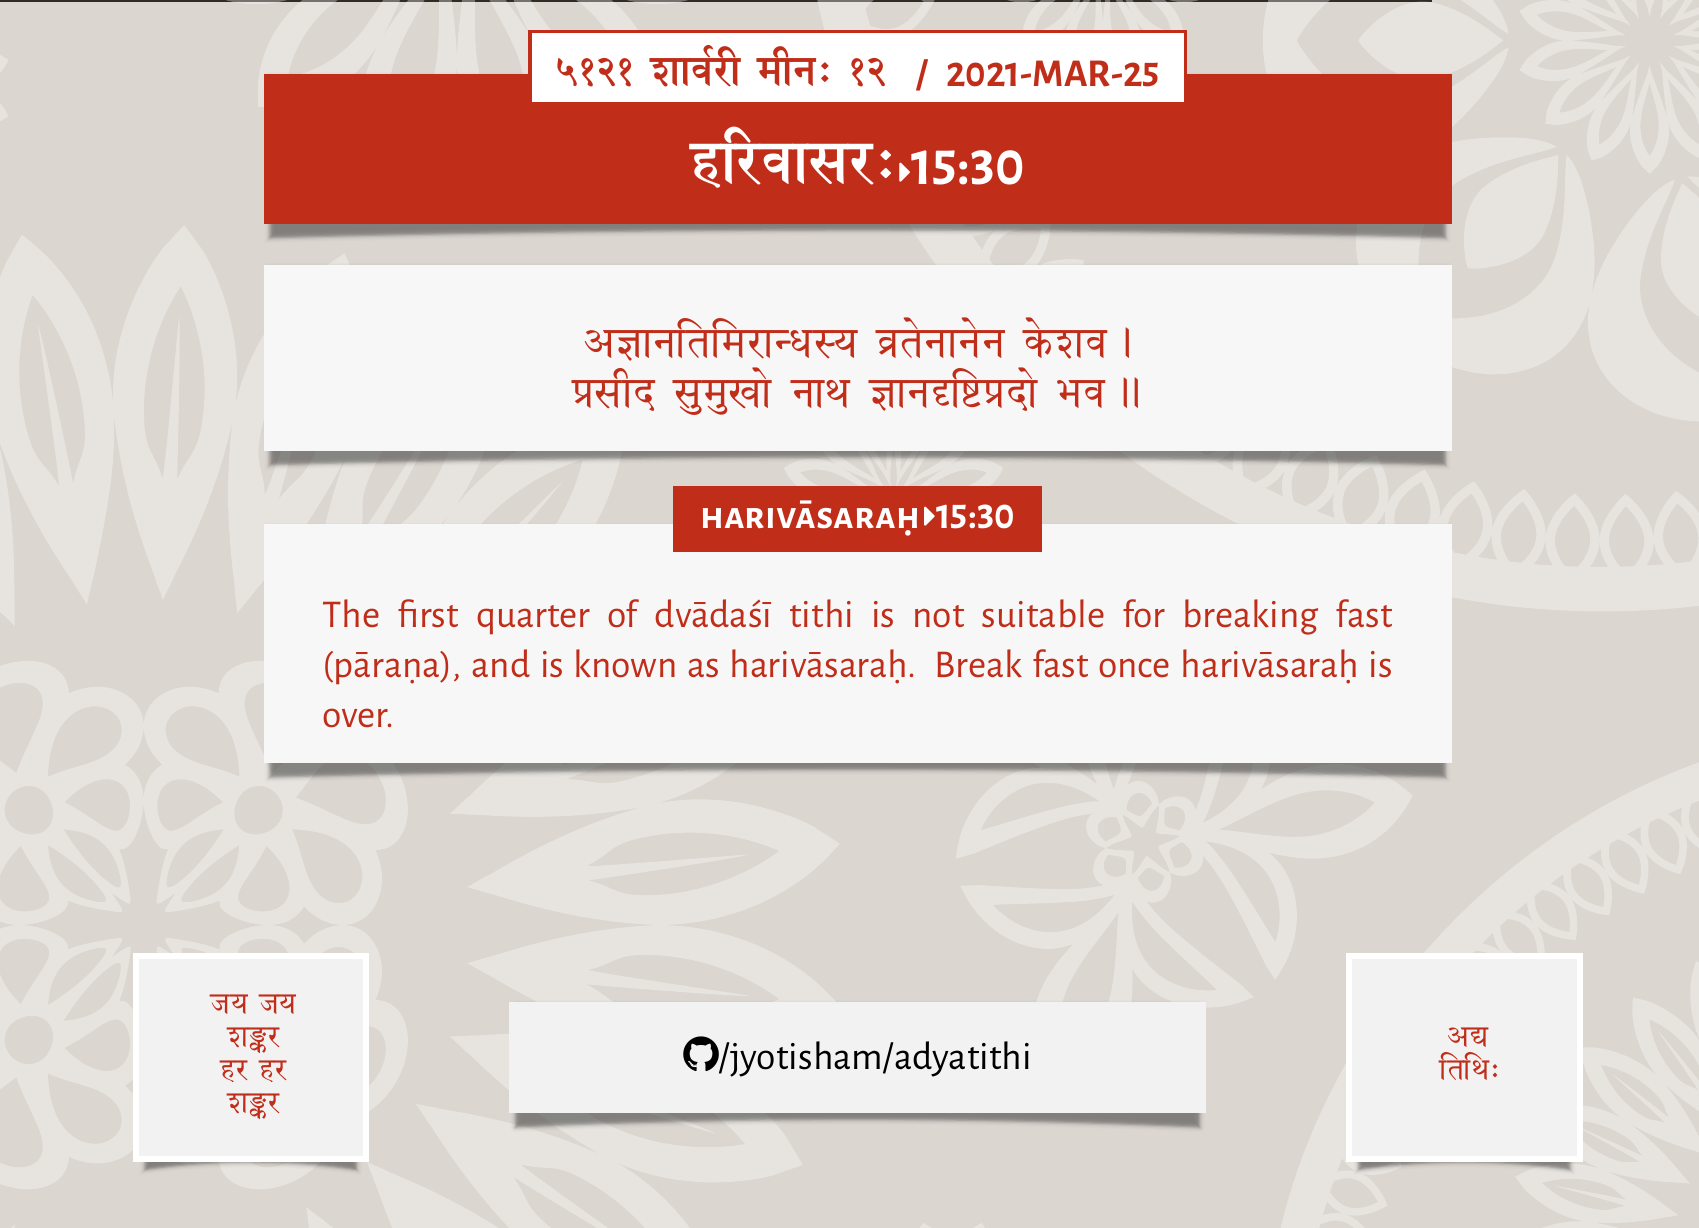 ५१२१ शार्वरी मीनः १२ / 2021-MAR-25
हरिवासरः▸15:30
अज्ञानतिमिरान्धस्य व्रतेनानेन केशव।
प्रसीद सुमुखो नाथ ज्ञानदृष्टिप्रदो भव॥
HARIVĀSARAḤ▸15:30
The first quarter of dvādaśī tithi is not suitable for breaking fast
(pāraṇa), and is known as harivāsaraḥ. Break fast once harivāsaraḥ is
over.
जय जय
शङ्कर
हर हर
शङ्कर
/jyotisham/adyatithi
अद्य
तिथिः